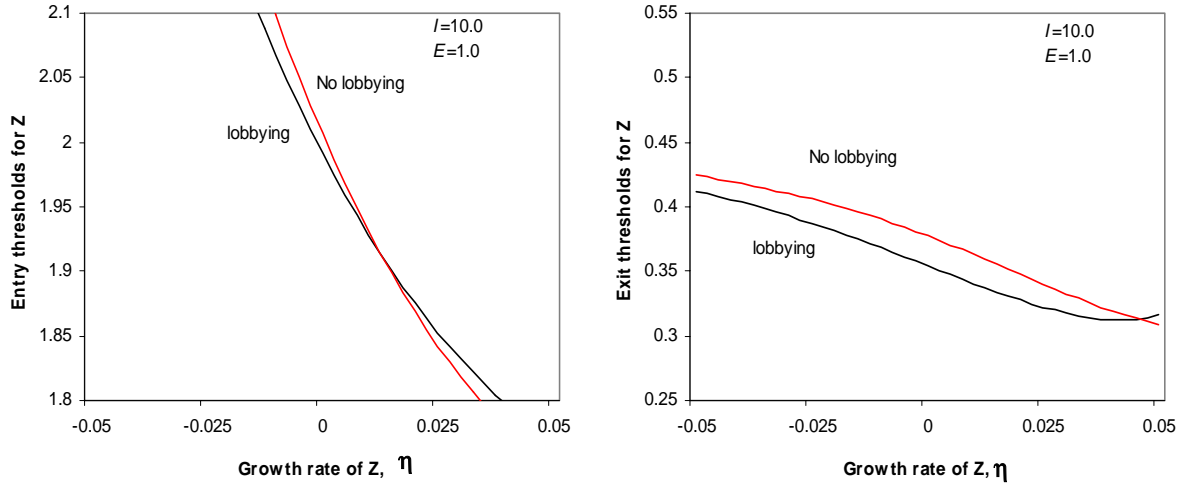 2.1
2.05
2
1.95
1.9
1.85
1.8
-0.05
-0.025
0
0.025
0.05
Entry thresholds for Z
Growth rate of Z, η
I=10.0
E=1.0
No lobbying
lobbying
0.55
0.5
0.45
0.4
0.35
0.3
0.25
-0.05
-0.025
0
0.025
0.05
Exit thresholds for Z
Growth rate of Z, η
I=10.0
E=1.0
No lobbying
lobbying